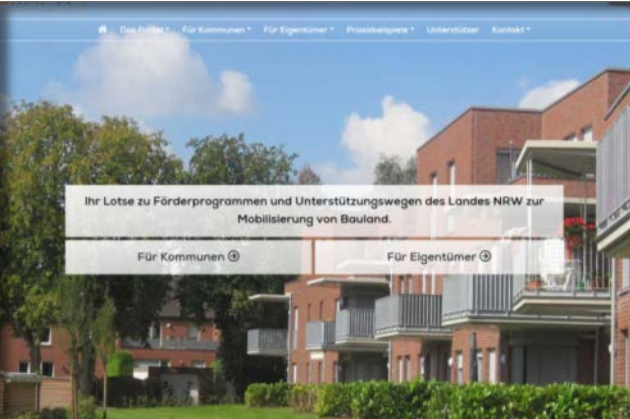 Das Portal Für Kommunen Für Eigentümer Praxisbeispiele Unterstützer Kontakt
Ihr Lotse zu Förderprogrammen und Unterstützungswegen des Landes NRW zur
Mobilisierung von Bauland.
Für Kommunen Für Eigentümer